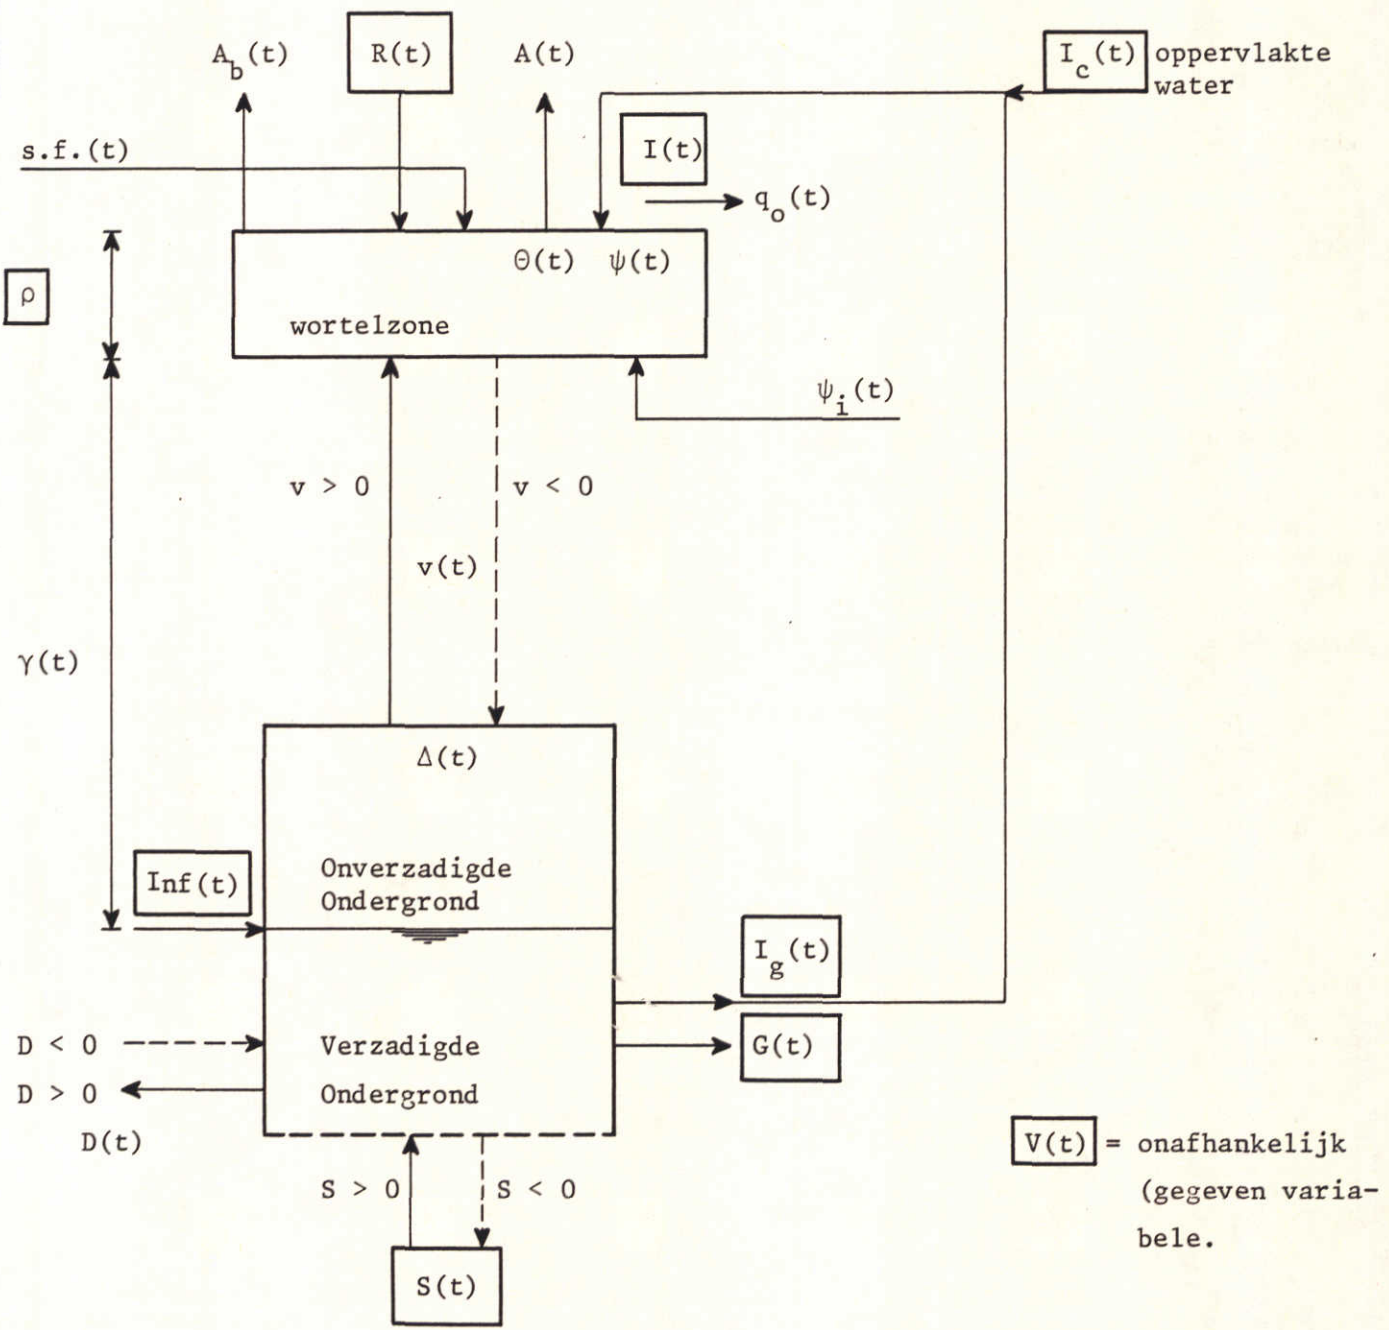 A_b(t)
R(t)
A(t)
I_c(t) oppervlakte
water
s.f.(t)
I(t)
q_o(t)
Θ(t) ψ(t)
ρ
wortelzone
ψ_i(t)
v > 0
v < 0
v(t)
γ(t)
Δ(t)
Onverzadigde
Ondergrond
Inf(t)
I_g(t)
D < 0
Verzadigde
G(t)
D > 0
Ondergrond
D(t)
V(t) = onafhankelijk
(gegeven varia-
bele.
S > 0
S < 0
S(t)